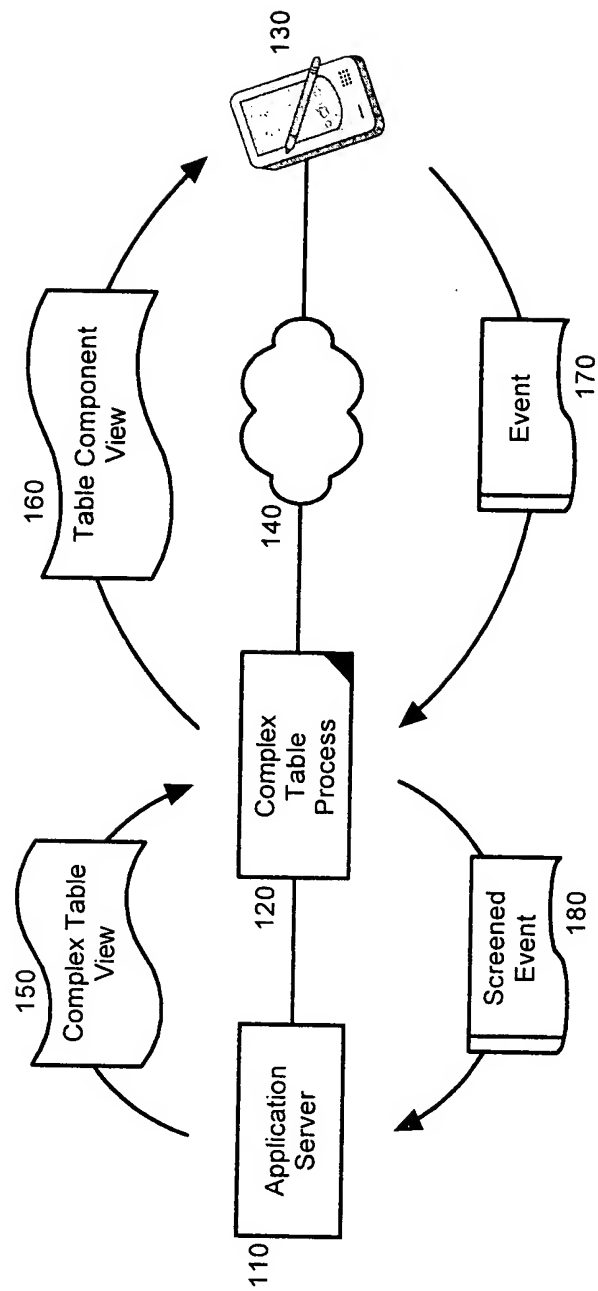 150
Complex Table
View
160
Table Component
View
110
Application
Server
120
Complex
Table
Process
140
130
180
Screened
Event
170
Event